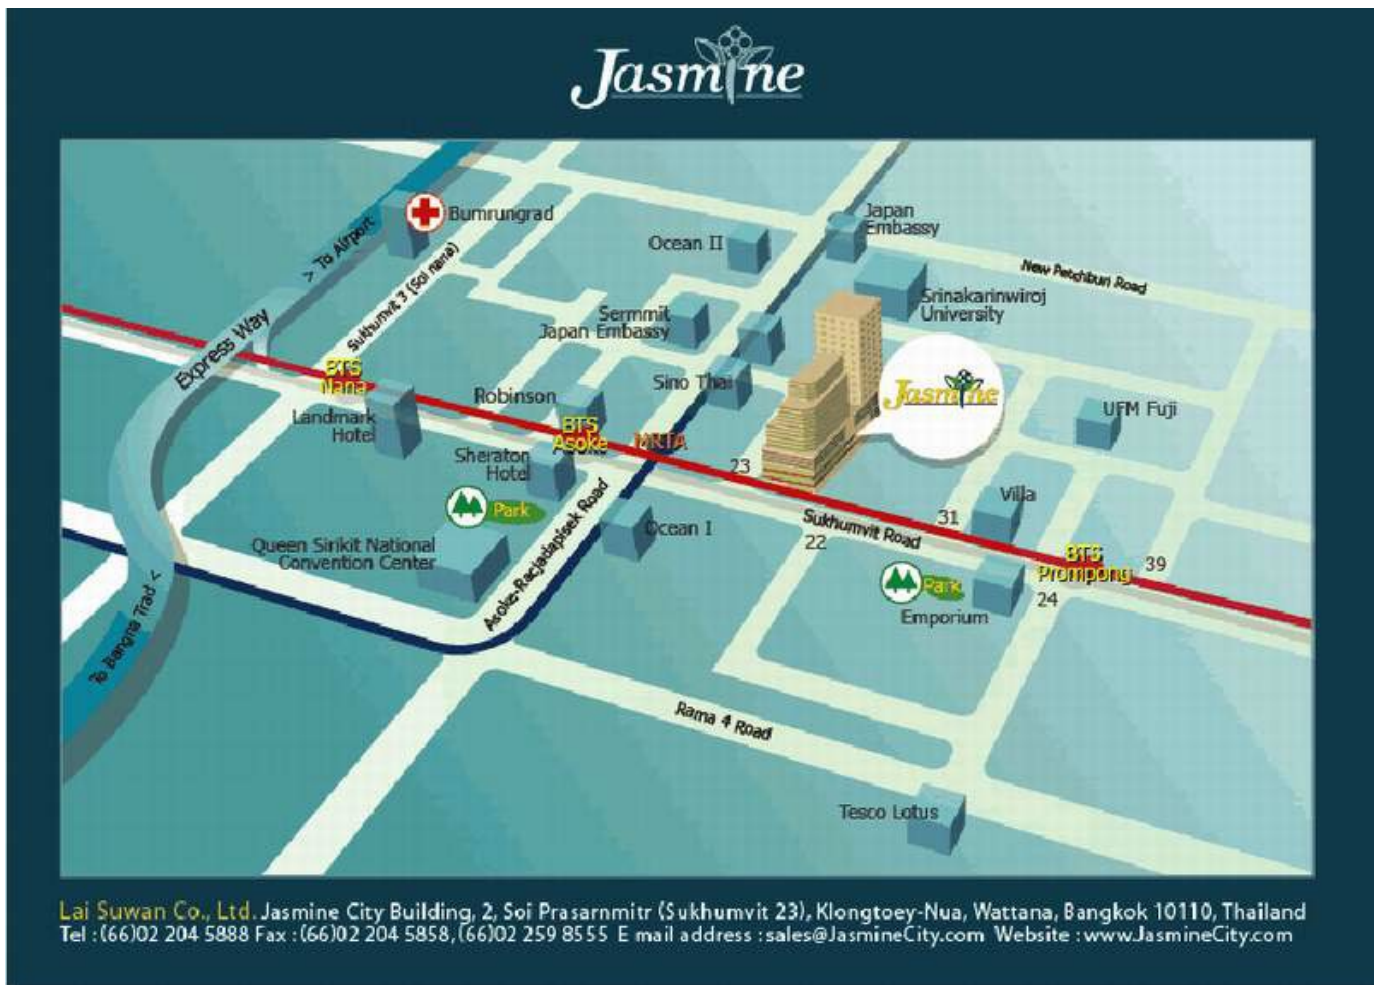 Jasmine
Bumrungrad
> To Airport
Sukhumvit 3 (Soi nana)
Ocean II
Japan
Embassy
New Petchburi Road
Srinakarinwiroj
University
Sermmit
Japan Embassy
Express Way
BTS
Nana
Sino Thai
Jasmine
Robinson
Landmark
Hotel
BTS
Asoke
MRTA
UFM Fuji
Sheraton
Hotel
23
Park
Villa
Asoke-Racjadapisek Road
Ocean I
Sukhumvit Road
31
22
Queen Sirikit National
Convention Center
BTS
Prompong
39
Park
24
Emporium
To Bangna Trad <
Rama 4 Road
Tesco Lotus
Lai Suwan Co., Ltd. Jasmine City Building, 2, Soi Prasarnmitr (Sukhumvit 23), Klongtoey-Nua, Wattana, Bangkok 10110, Thailand
Tel :(66)02 204 5888 Fax :(66)02 204 5858, (66)02 259 8555 E mail address :sales@JasmineCity.com Website :www.JasmineCity.com